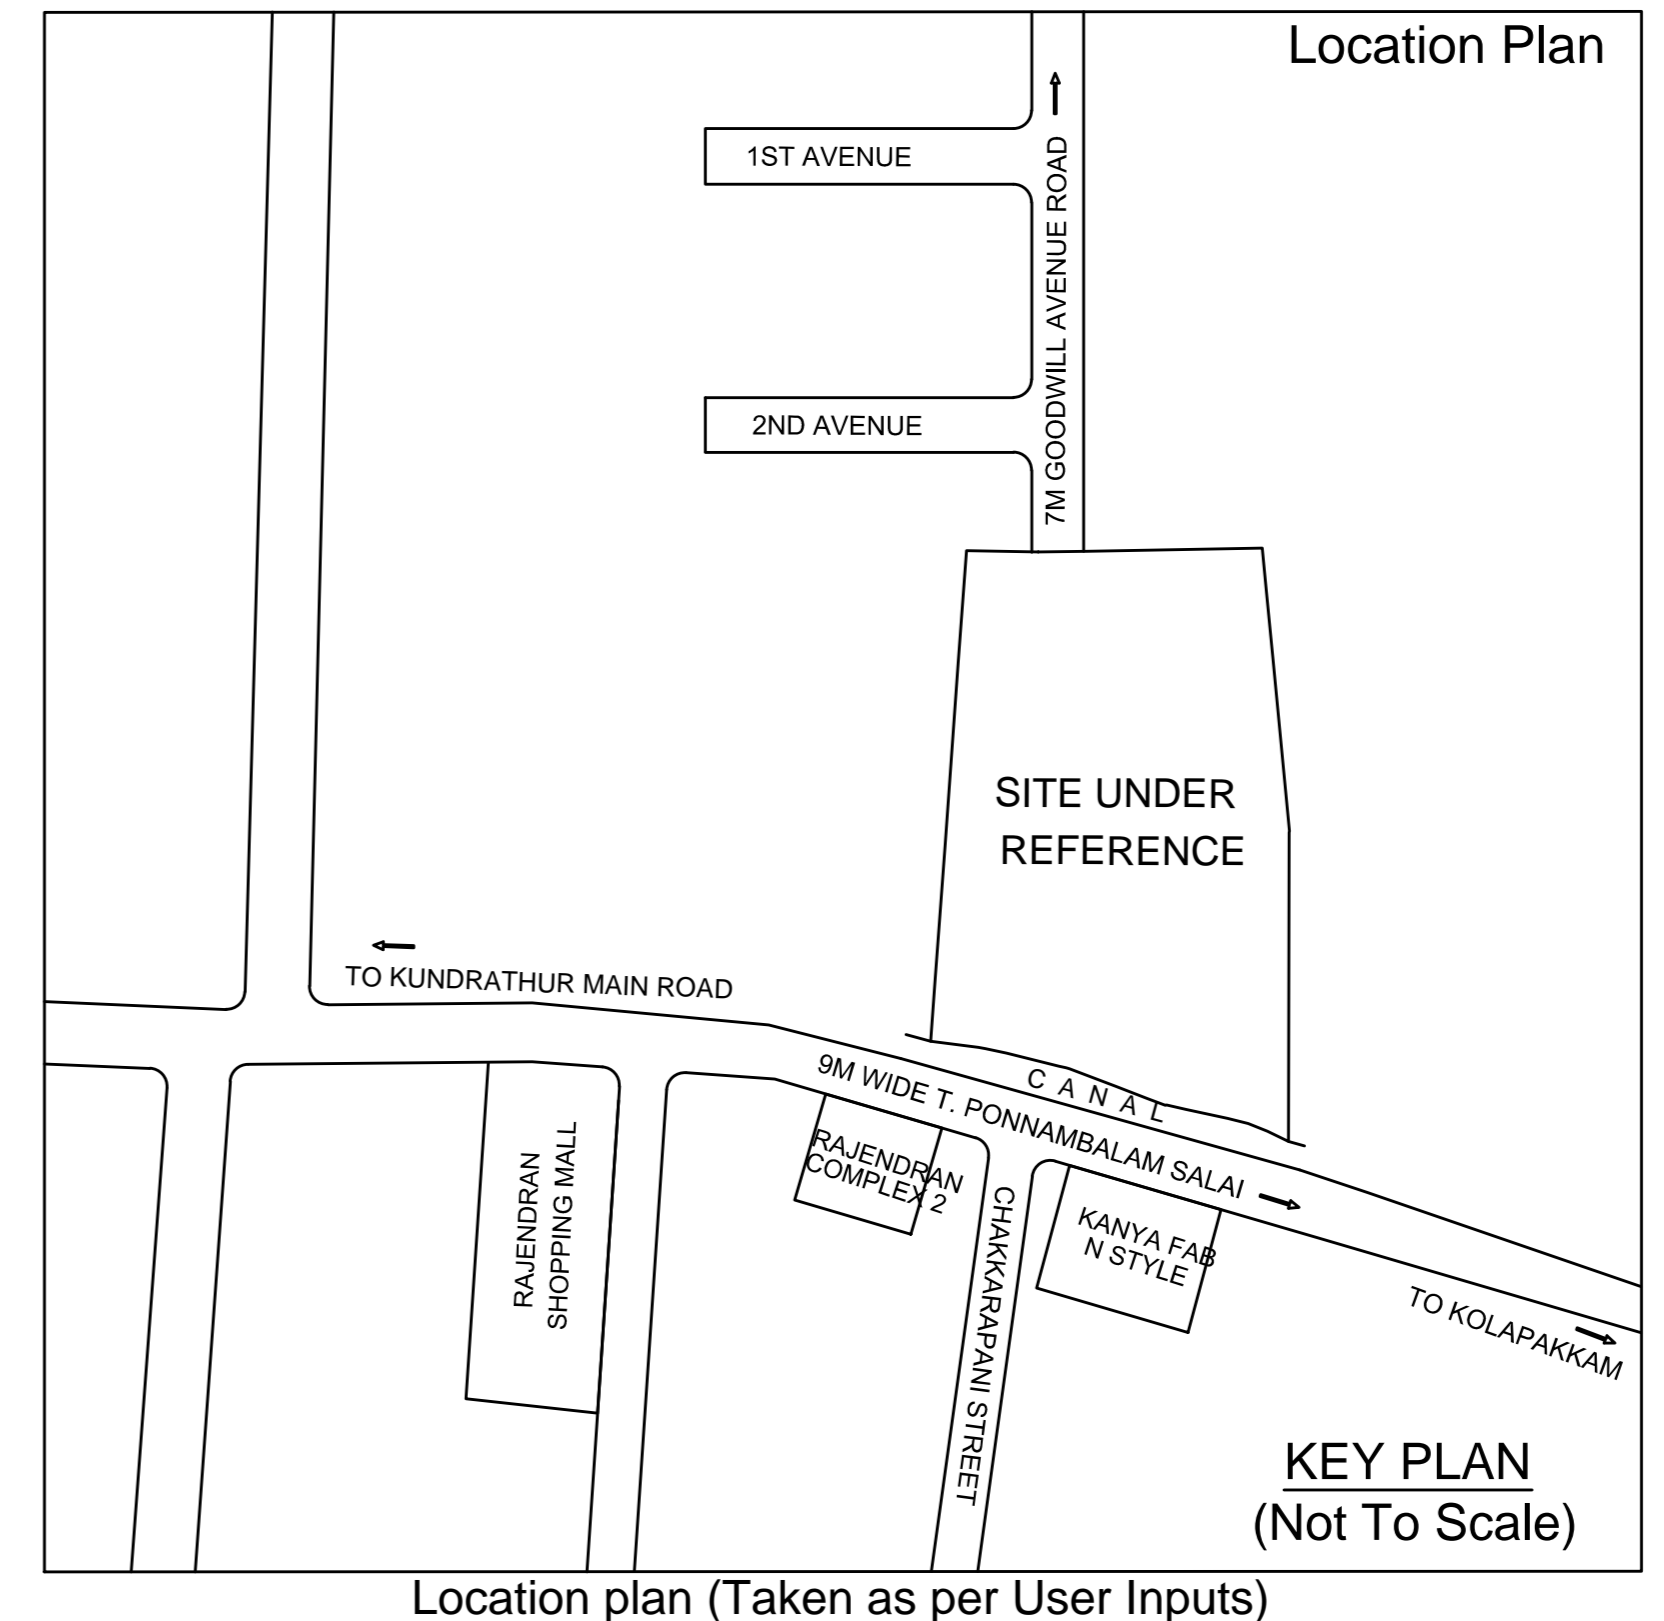 Location Plan
1ST AVENUE
7M GOODWILL AVENUE ROAD
2ND AVENUE
SITE UNDER
REFERENCE
TO KUNDRATHUR MAIN ROAD
CANAL
9M WIDE T. PONNAMBALAM SALAI
RAJENDRAN
SHOPPING MALL
RAJENDRAN
COMPLEX 2
CHAKKARAPANI STREET
KANYA FAB
N STYLE
TO KOLAPAKKAM
KEY PLAN
(Not To Scale)
Location plan (Taken as per User Inputs)